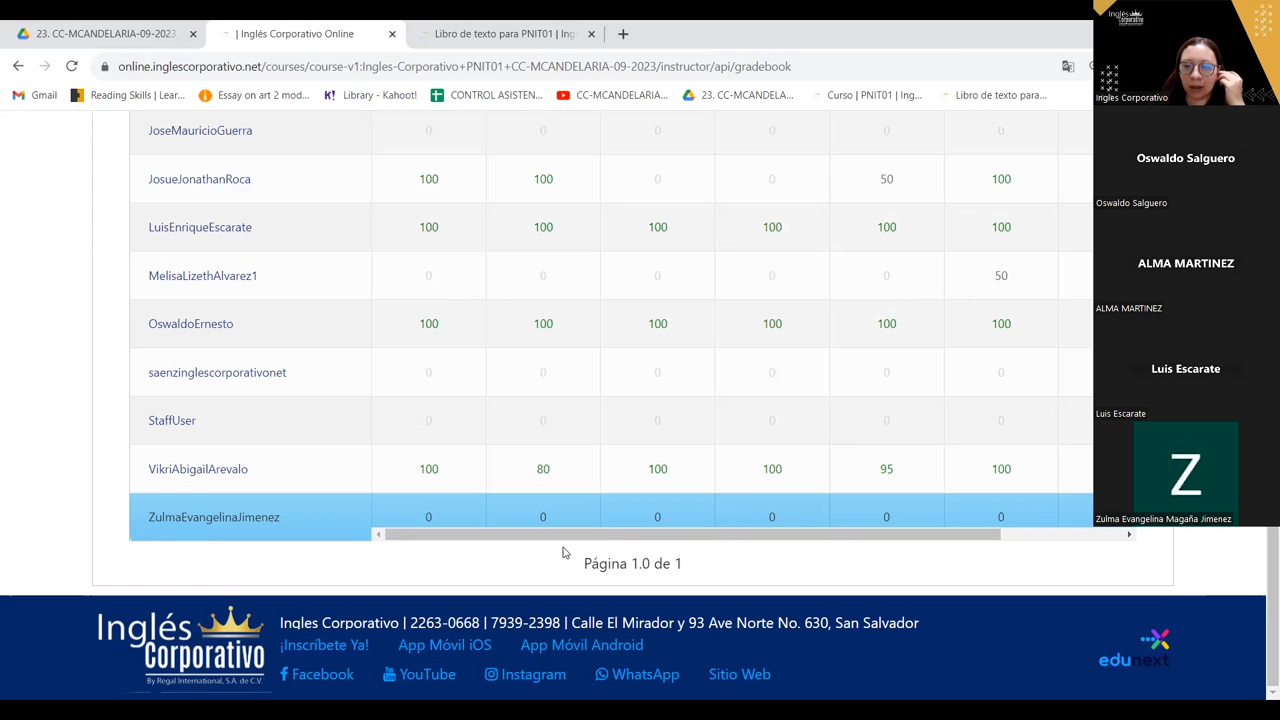 23. CC-MCANDELARIA-09-2023,
| Inglés Corporativo Online
Libro de texto para PNIT01 | Ing
online.inglescorporativo.net/courses/course-v1:Ingles-Corporativo+PNIT01+CC-MCANDELARIA-09-2023/instructor/api/gradebook
Gmail
Reading Skills | Lear...
Essay on art 2 mod...
Library - Kahoot!
CONTROL ASISTEN...
CC-MCANDELARIA...
23. CC-MCANDELA...
Curso | PNIT01 | Ing...
Libro de texto para...
JoseMauricioGuerra 0 0 0 0 0 0
JosueJonathanRoca 100 100 0 0 50 100
LuisEnriqueEscarate 100 100 100 100 100 100
MelisaLizethAlvarez1 0 0 0 0 0 50
OswaldoErnesto 100 100 100 100 100 100
saenzinglescorporativonet 0 0 0 0 0 0
StaffUser 0 0 0 0 0 0
VikriAbigailArevalo 100 80 100 100 95 100
ZulmaEvangelinaJimenez 0 0 0 0 0 0
Página 1.0 de 1
Inglés Corporativo
By Regal International, S.A. de C.V.
Ingles Corporativo | 2263-0668 | 7939-2398 | Calle El Mirador y 93 Ave Norte No. 630, San Salvador
¡Inscríbete Ya! App Móvil iOS App Móvil Android
Facebook YouTube Instagram WhatsApp Sitio Web
edunext
Inglés Corporativo
Ingles Corporativo
Oswaldo Salguero
Oswaldo Salguero
ALMA MARTINEZ
ALMA MARTINEZ
Luis Escarate
Luis Escarate
Z
Zulma Evangelina Magaña Jimenez